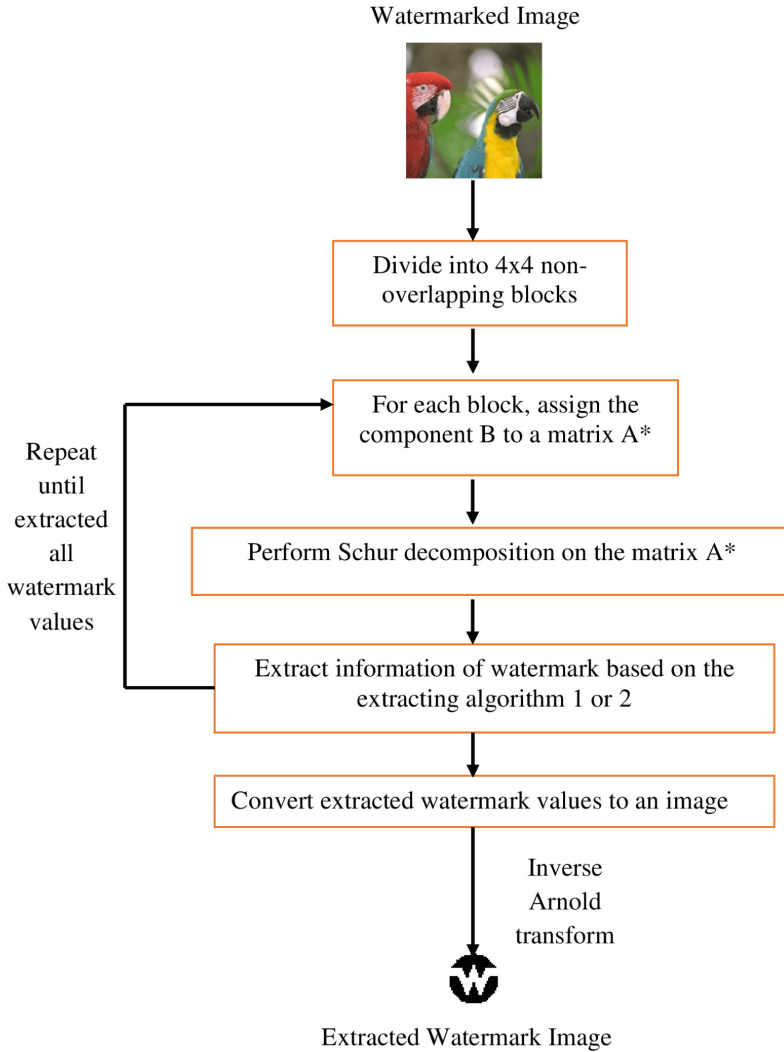 Watermarked Image
Divide into 4x4 non-
overlapping blocks
For each block, assign the
component B to a matrix A*
Repeat
until
extracted
all
watermark
values
Perform Schur decomposition on the matrix A*
Extract information of watermark based on the
extracting algorithm 1 or 2
Convert extracted watermark values to an image
Inverse
Arnold
transform
W
Extracted Watermark Image